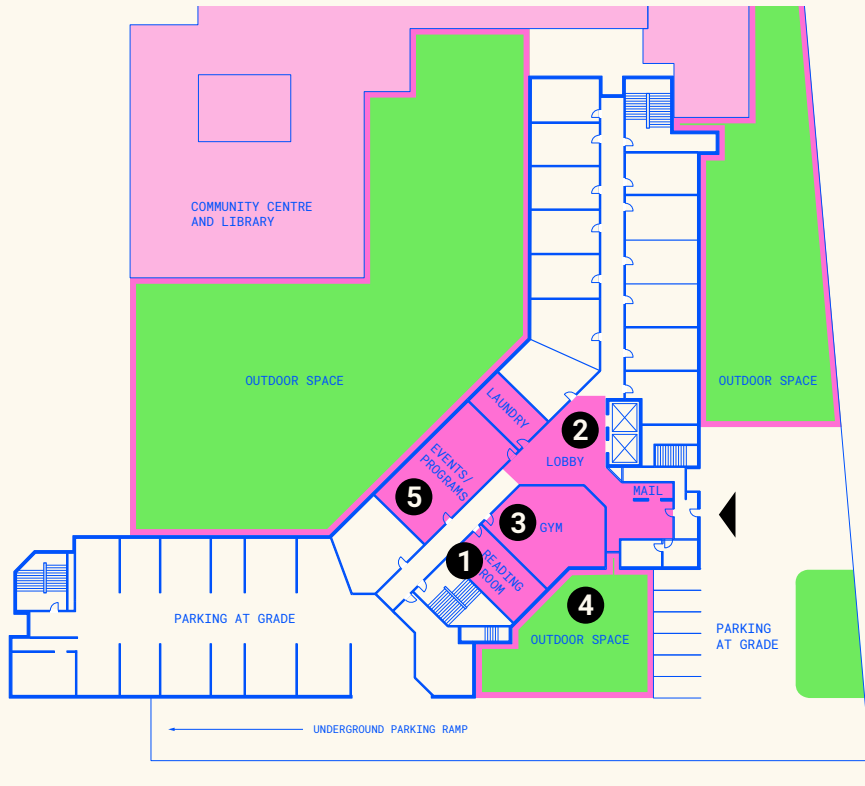 COMMUNITY CENTRE
AND LIBRARY
OUTDOOR SPACE
OUTDOOR SPACE
LAUNDRY
2
LOBBY
EVENTS/
PROGRAMS
5
MAIL
3
GYM
1
READING
ROOM
4
OUTDOOR SPACE
PARKING AT GRADE
PARKING
AT GRADE
UNDERGROUND PARKING RAMP